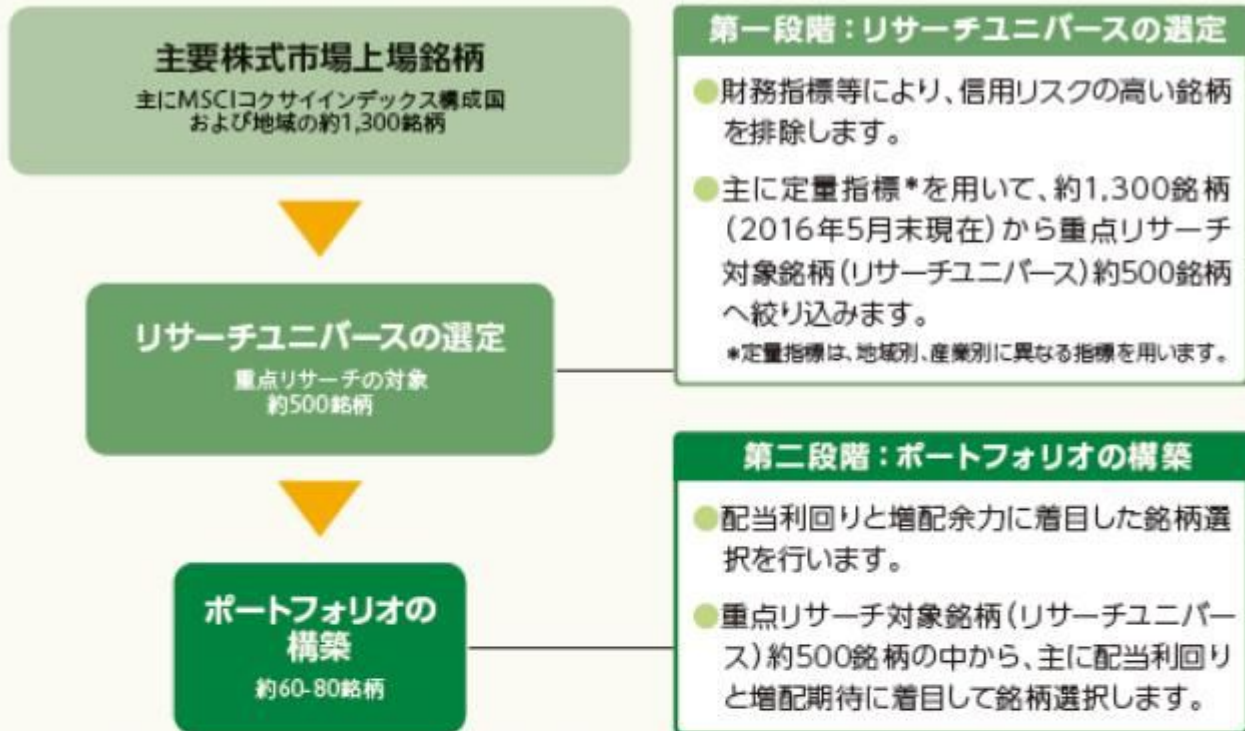 主要株式市場上場銘柄
主にMSCIコクサイインデックス構成国
および地域の約1,300銘柄
リサーチユニバースの選定
重点リサーチの対象
約500銘柄
ポートフォリオの
構築
約60-80銘柄
第一段階：リサーチユニバースの選定
●財務指標等により、信用リスクの高い銘柄
を排除します。
●主に定量指標*を用いて、約1,300銘柄
（2016年5月末現在）から重点リサーチ
対象銘柄（リサーチユニバース）約500銘柄
へ絞り込みます。
*定量指標は、地域別、産業別に異なる指標を用います。
第二段階：ポートフォリオの構築
●配当利回りと増配余力に着目した銘柄選
択を行います。
●重点リサーチ対象銘柄（リサーチユニバー
ス）約500銘柄の中から、主に配当利回り
と増配期待に着目して銘柄選択します。